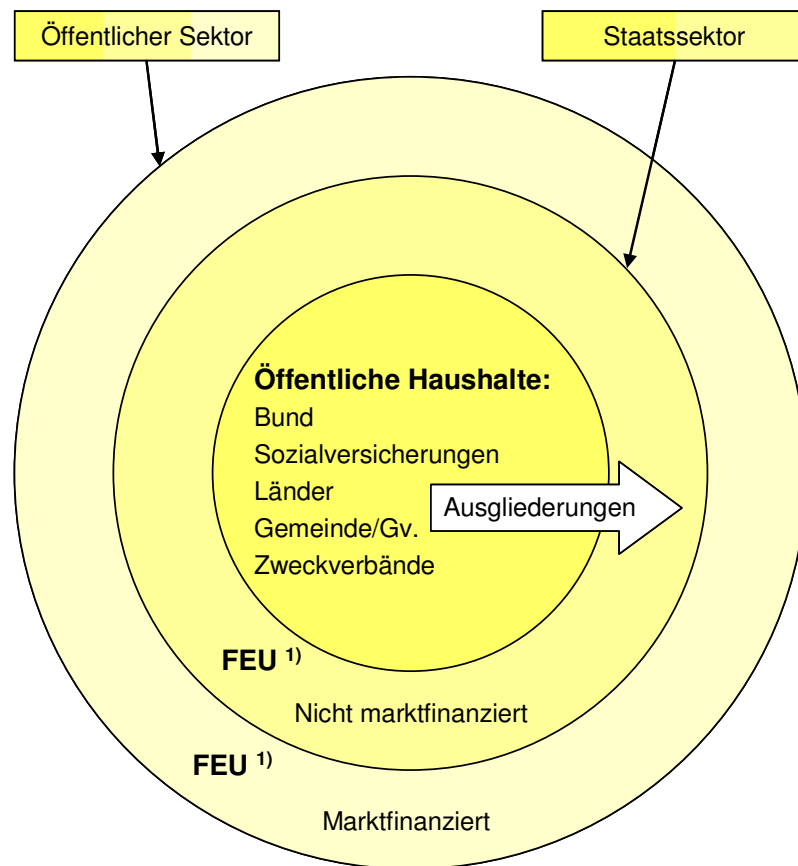 Öffentlicher Sektor
Staatssektor
Öffentliche Haushalte:
Bund
Sozialversicherungen
Länder
Gemeinde/Gv.
Zweckverbände
Ausgliederungen
FEU ¹⁾
Nicht marktfinanziert
FEU ¹⁾
Marktfinanziert